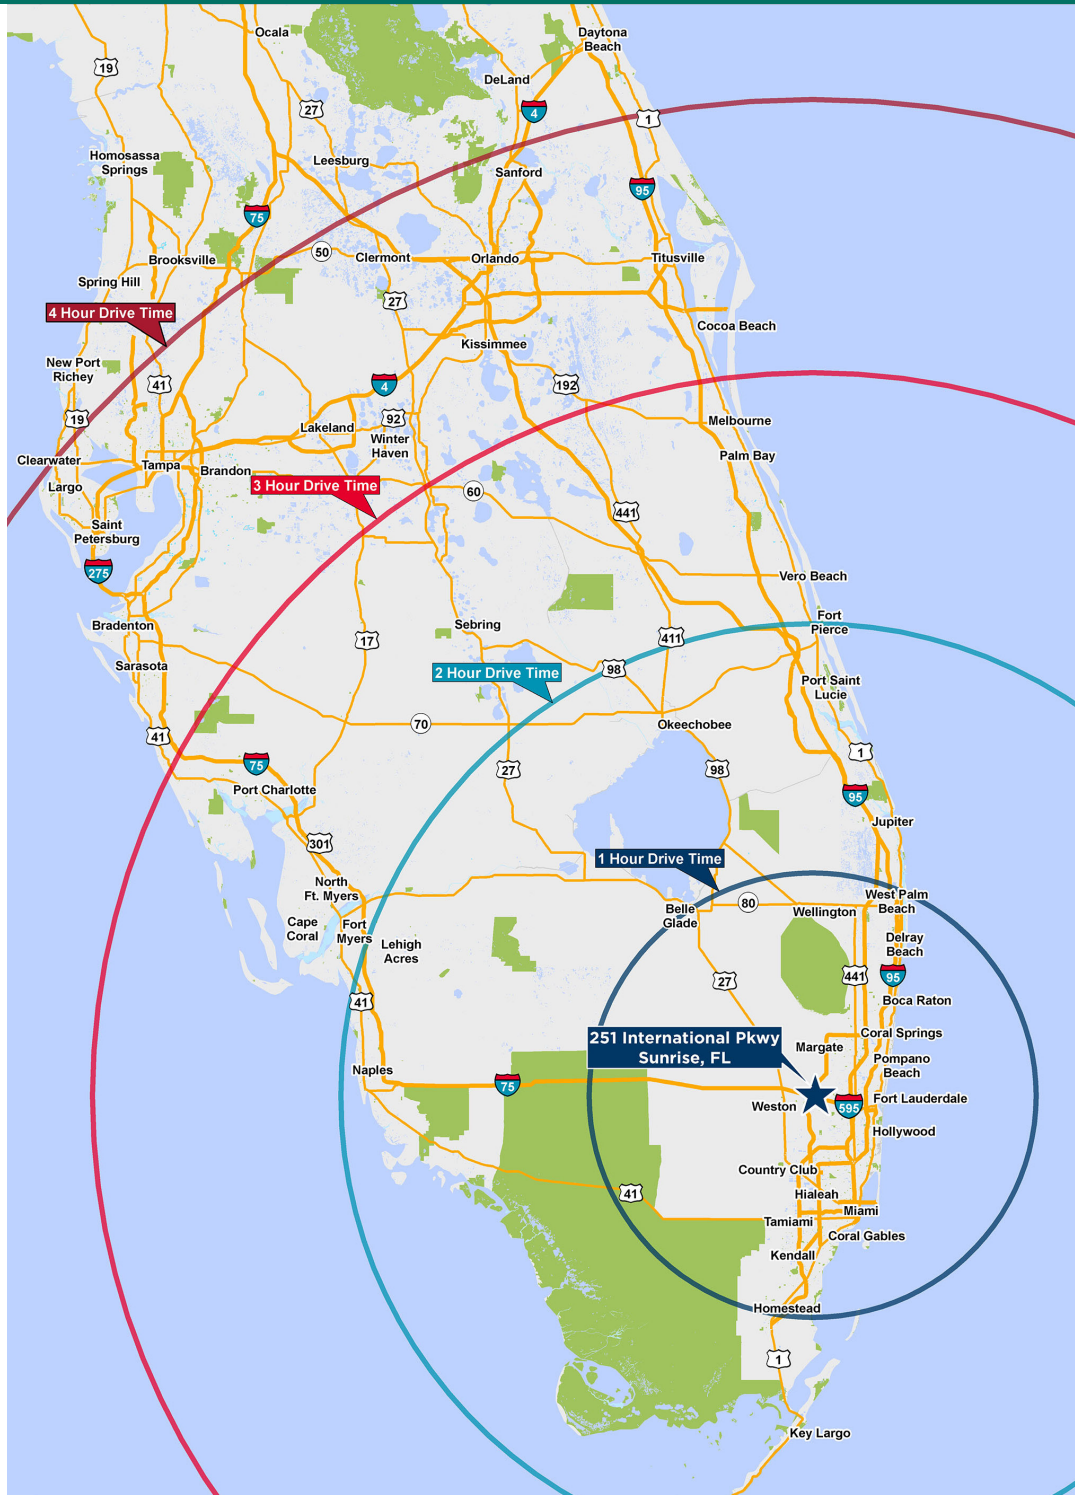 Ocala
Daytona
Beach
19
DeLand
27
4
1
Homosassa
Springs
Leesburg
Sanford
95
75
50
Brooksville
Clermont
Orlando
Titusville
Spring Hill
27
4 Hour Drive Time
Cocoa Beach
Kissimmee
New Port
Richey
41
4
192
19
92
Lakeland
Melbourne
Winter
Haven
Clearwater
Tampa
Brandon
Palm Bay
Largo
3 Hour Drive Time
60
441
Saint
Petersburg
275
Vero Beach
Bradenton
Sebring
Fort
Pierce
17
411
Sarasota
98
2 Hour Drive Time
Port Saint
Lucie
70
Okeechobee
41
1
75
27
98
Port Charlotte
95
Jupiter
301
1 Hour Drive Time
North
Ft. Myers
West Palm
Beach
80
Belle
Glade
Wellington
Cape
Coral
Fort
Myers
Lehigh
Acres
Delray
Beach
27
441
95
41
Boca Raton
251 International Pkwy
Sunrise, FL
Coral Springs
Margate
Pompano
Beach
Naples
75
Weston
595
Fort Lauderdale
Hollywood
Country Club
41
Hialeah
Miami
Tamiami
Coral Gables
Kendall
Homestead
1
Key Largo